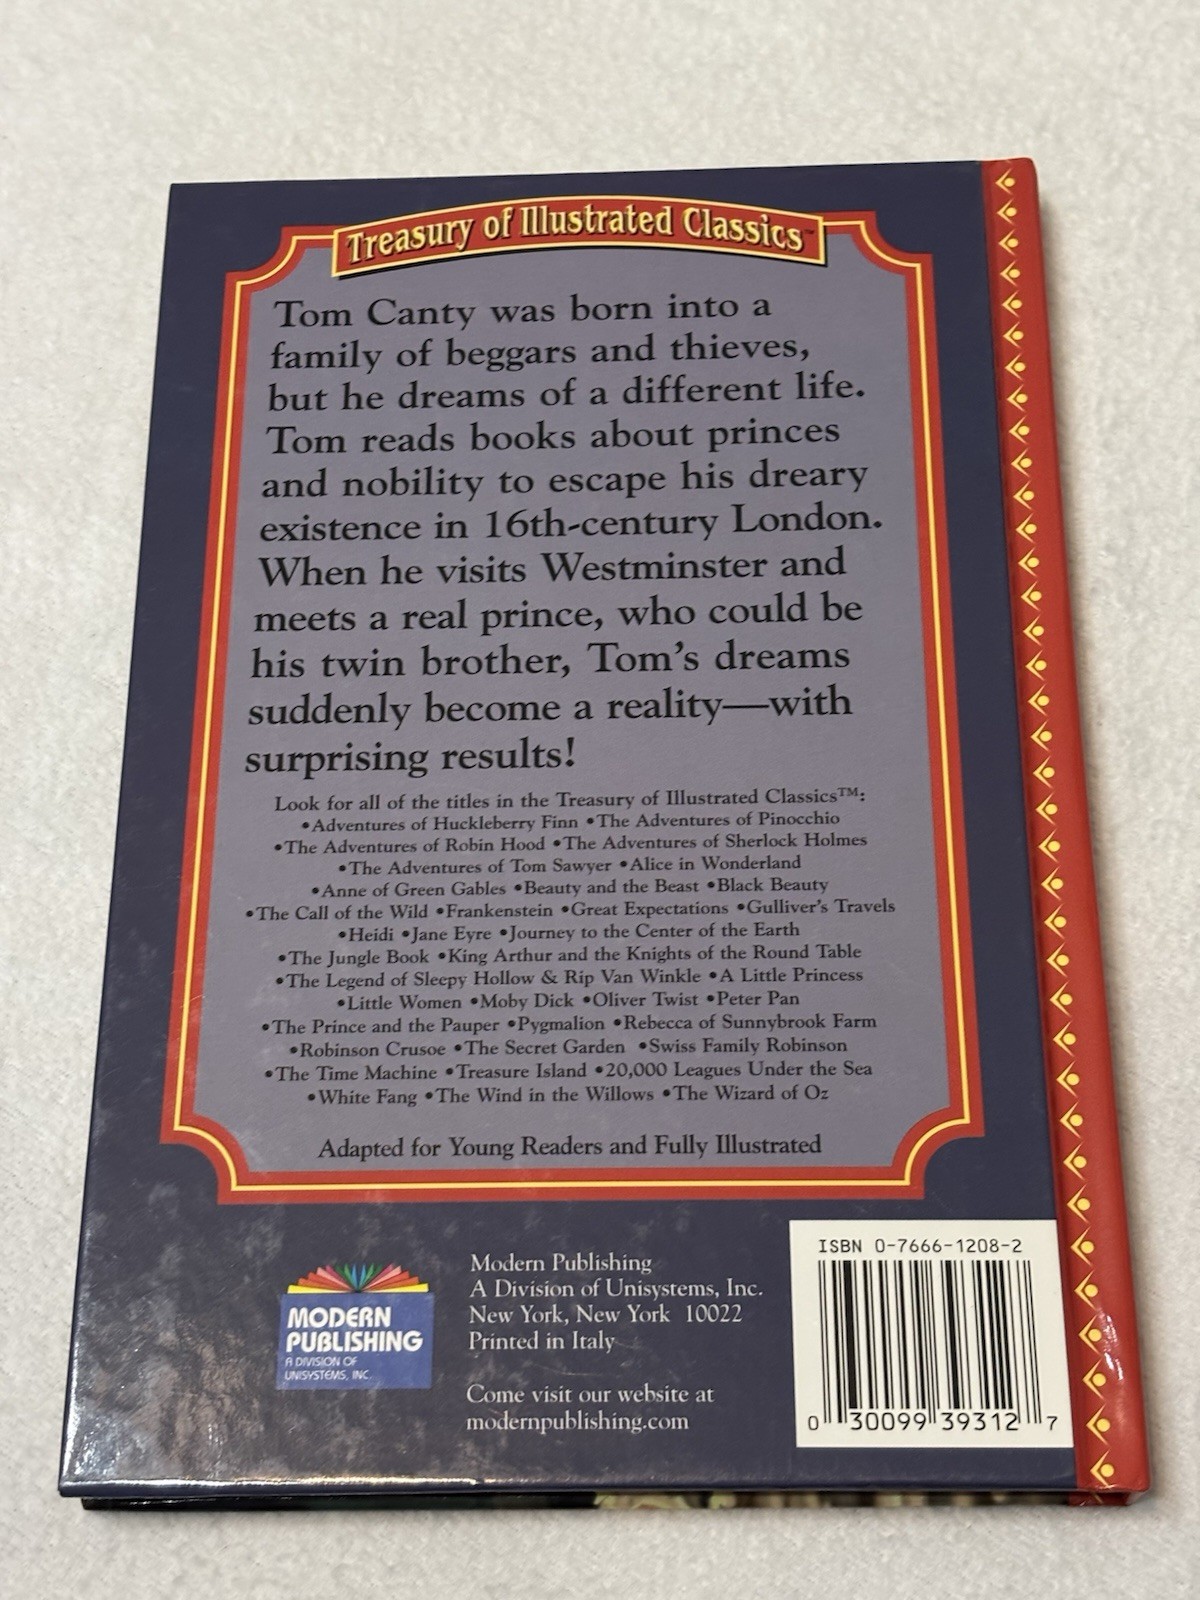 Treasury of Illustrated Classics™
Tom Canty was born into a
family of beggars and thieves,
but he dreams of a different life.
Tom reads books about princes
and nobility to escape his dreary
existence in 16th-century London.
When he visits Westminster and
meets a real prince, who could be
his twin brother, Tom's dreams
suddenly become a reality—with
surprising results!
Look for all of the titles in the Treasury of Illustrated Classics™:
•Adventures of Huckleberry Finn •The Adventures of Pinocchio
•The Adventures of Robin Hood •The Adventures of Sherlock Holmes
•The Adventures of Tom Sawyer •Alice in Wonderland
•Anne of Green Gables •Beauty and the Beast •Black Beauty
•The Call of the Wild •Frankenstein •Great Expectations •Gulliver's Travels
•Heidi •Jane Eyre •Journey to the Center of the Earth
•The Jungle Book •King Arthur and the Knights of the Round Table
•The Legend of Sleepy Hollow & Rip Van Winkle •A Little Princess
•Little Women •Moby Dick •Oliver Twist •Peter Pan
•The Prince and the Pauper •Pygmalion •Rebecca of Sunnybrook Farm
•Robinson Crusoe •The Secret Garden •Swiss Family Robinson
•The Time Machine •Treasure Island •20,000 Leagues Under the Sea
•White Fang •The Wind in the Willows •The Wizard of Oz
Adapted for Young Readers and Fully Illustrated
MODERN
PUBLISHING
A DIVISION OF
UNISYSTEMS, INC.
Modern Publishing
A Division of Unisystems, Inc.
New York, New York 10022
Printed in Italy
Come visit our website at
modernpublishing.com
ISBN 0-7666-1208-2
0 30099 39312 7